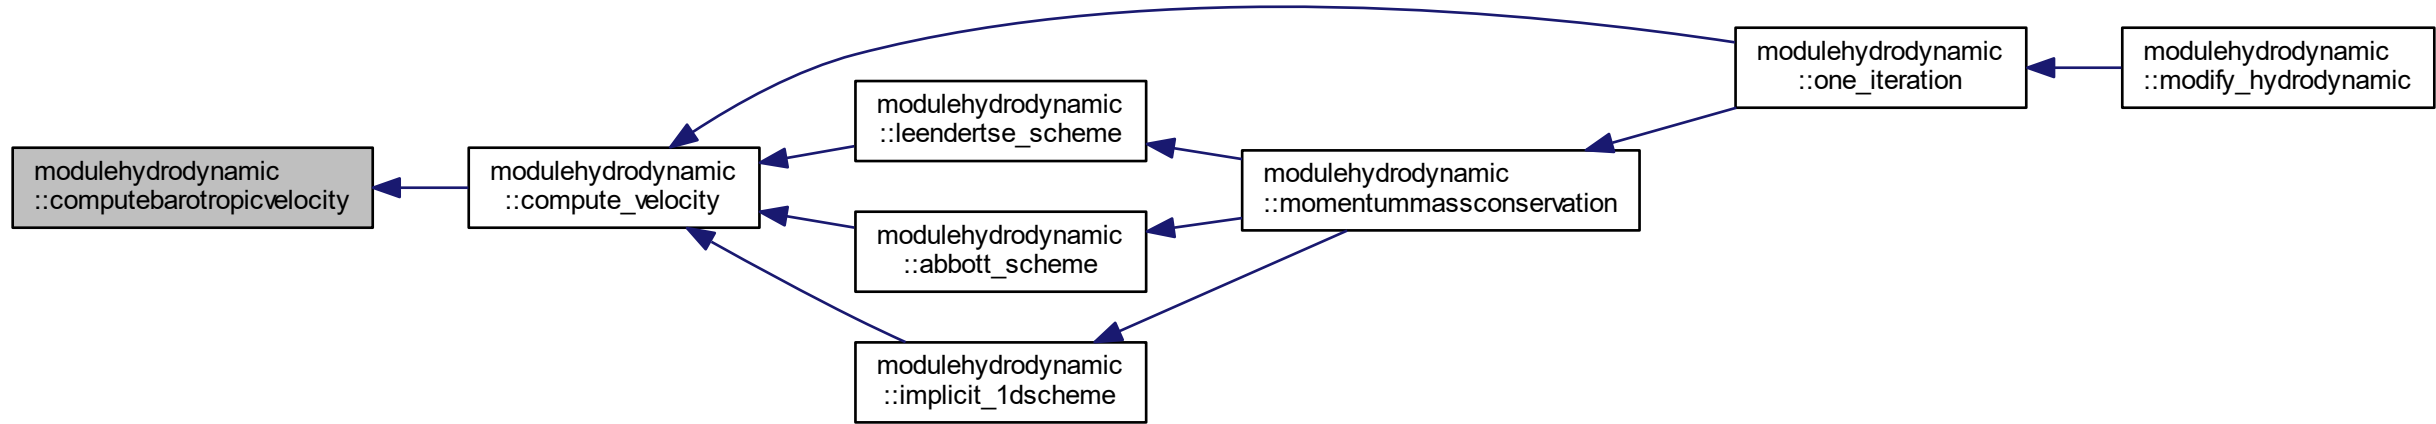 modulehydrodynamic
::computebarotropicvelocity
modulehydrodynamic
::compute_velocity
modulehydrodynamic
::leendertse_scheme
modulehydrodynamic
::abbott_scheme
modulehydrodynamic
::implicit_1dscheme
modulehydrodynamic
::momentummassconservation
modulehydrodynamic
::one_iteration
modulehydrodynamic
::modify_hydrodynamic